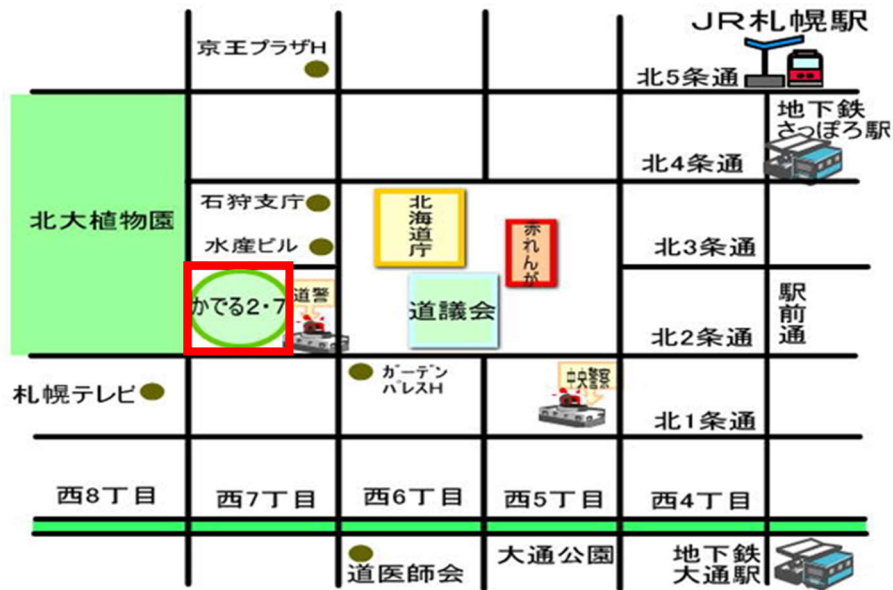 JR札幌駅
京王プラザH
北5条通
地下鉄
さっぽろ駅
北4条通
石狩支庁
北海道庁
北大植物園
水産ビル
赤れんが
北3条通
かでる2・7
道警
道議会
駅前通
北2条通
札幌テレビ
ガーデン
パレスH
中央警察
北1条通
西8丁目
西7丁目
西6丁目
西5丁目
西4丁目
道医師会
大通公園
地下鉄
大通駅